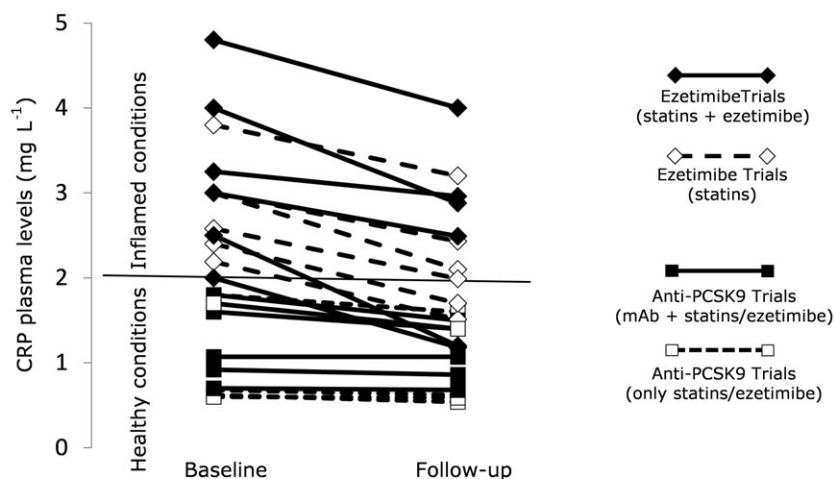 5
4
3
2
1
0
CRP plasma levels (mg L⁻¹)
Inflamed conditions
Healthy conditions
Baseline
Follow-up
EzetimibeTrials
(statins + ezetimibe)
Ezetimibe Trials
(statins)
Anti-PCSK9 Trials
(mAb + statins/ezetimibe)
Anti-PCSK9 Trials
(only statins/ezetimibe)